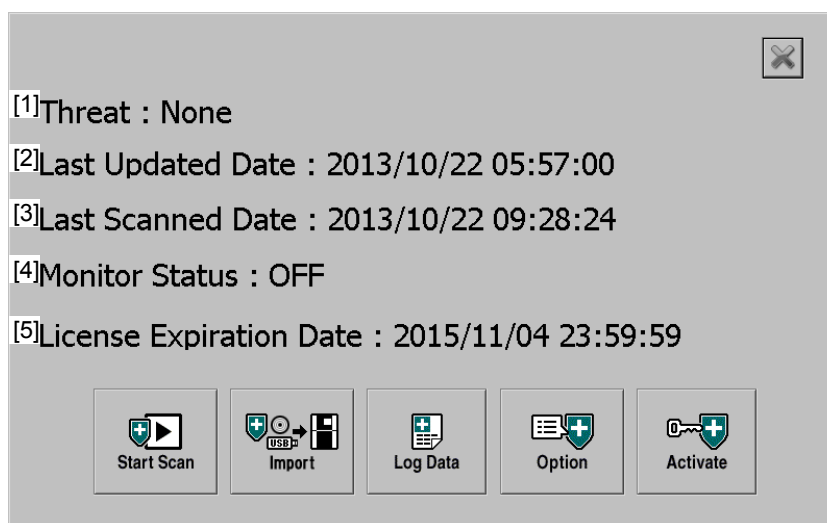 [1]Threat : None
[2]Last Updated Date : 2013/10/22 05:57:00
[3]Last Scanned Date : 2013/10/22 09:28:24
[4]Monitor Status : OFF
[5]License Expiration Date : 2015/11/04 23:59:59
USB
Start Scan Import Log Data Option Activate